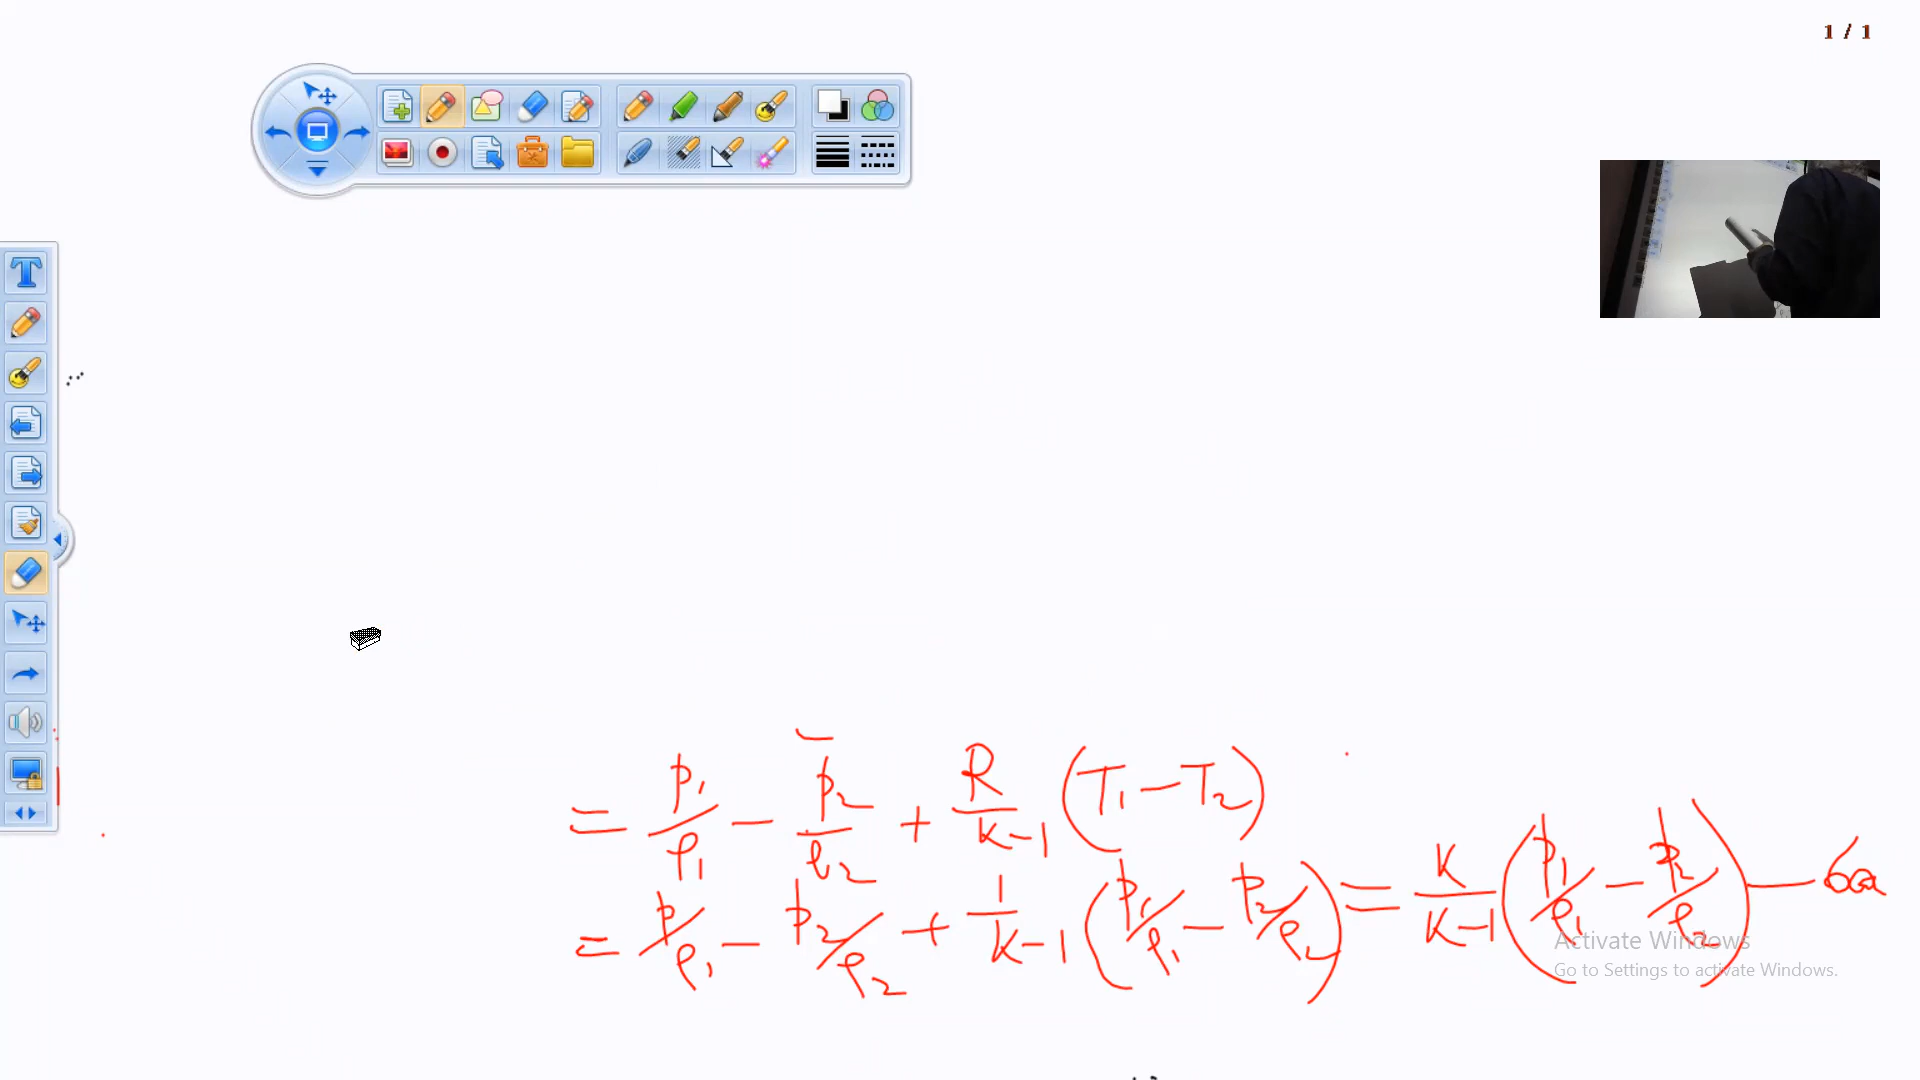 1 / 1
= p₁/ρ₁ - p₂/ρ₂ + R/K-1 (T₁ - T₂)
= p/ρ₁ - p₂/ρ₂ + 1/K-1 (p₁/ρ₁ - p₂/ρ₂) = K/K-1 (p₁/ρ₁ - p₂/ρ₂) — 6a
Activate Windows
Go to Settings to activate Windows.